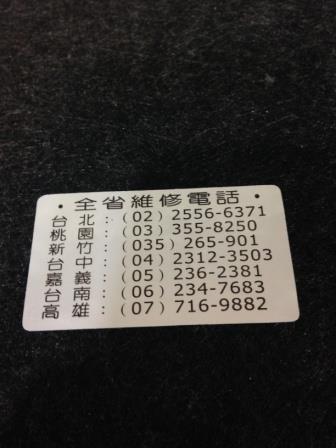 • 全省維修電話 •
台北：(02) 2556-6371
桃園：(03) 355-8250
新竹：(035) 265-901
台中：(04) 2312-3503
嘉義：(05) 236-2381
台南：(06) 234-7683
高雄：(07) 716-9882